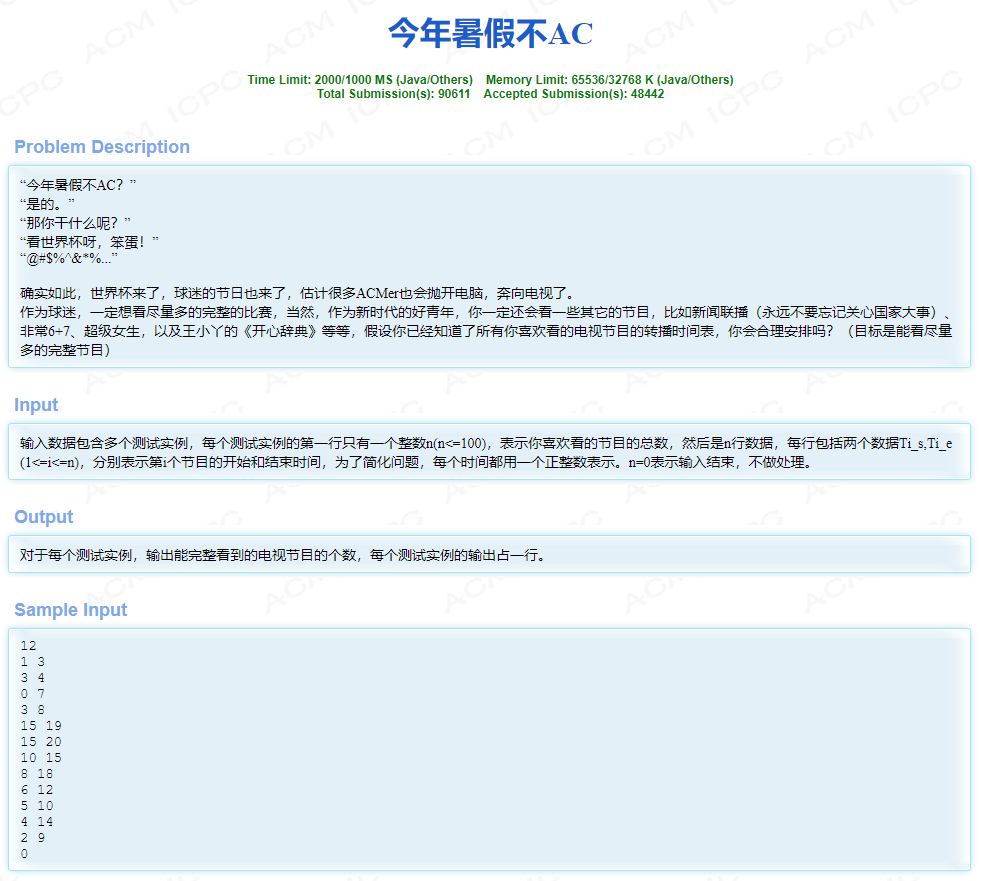 今年暑假不AC
Time Limit: 2000/1000 MS (Java/Others) Memory Limit: 65536/32768 K (Java/Others)
Total Submission(s): 90611 Accepted Submission(s): 48442
Problem Description
“今年暑假不AC？”
“是的。”
“那你干什么呢？”
“看世界杯呀，笨蛋！”
“@#$%^&*%...”
确实如此，世界杯来了，球迷的节日也来了，估计很多ACMer也会抛开电脑，奔向电视了。
作为球迷，一定想看尽量多的完整的比赛，当然，作为新时代的好青年，你一定还会看一些其它的节目，比如新闻联播（永远不要忘记关心国家大事）、
非常6+7、超级女生，以及王小丫的《开心辞典》等等，假设你已经知道了所有你喜欢看的电视节目的转播时间表，你会合理安排吗？（目标是能看尽量
多的完整节目）
Input
输入数据包含多个测试实例，每个测试实例的第一行只有一个整数n(n<=100)，表示你喜欢看的节目的总数，然后是n行数据，每行包括两个数据Ti_s,Ti_e
(1<=i<=n)，分别表示第i个节目的开始和结束时间，为了简化问题，每个时间都用一个正整数表示。n=0表示输入结束，不做处理。
Output
对于每个测试实例，输出能完整看到的电视节目的个数，每个测试实例的输出占一行。
Sample Input
12
1 3
3 4
0 7
3 8
15 19
15 20
10 15
8 18
6 12
5 10
4 14
2 9
0